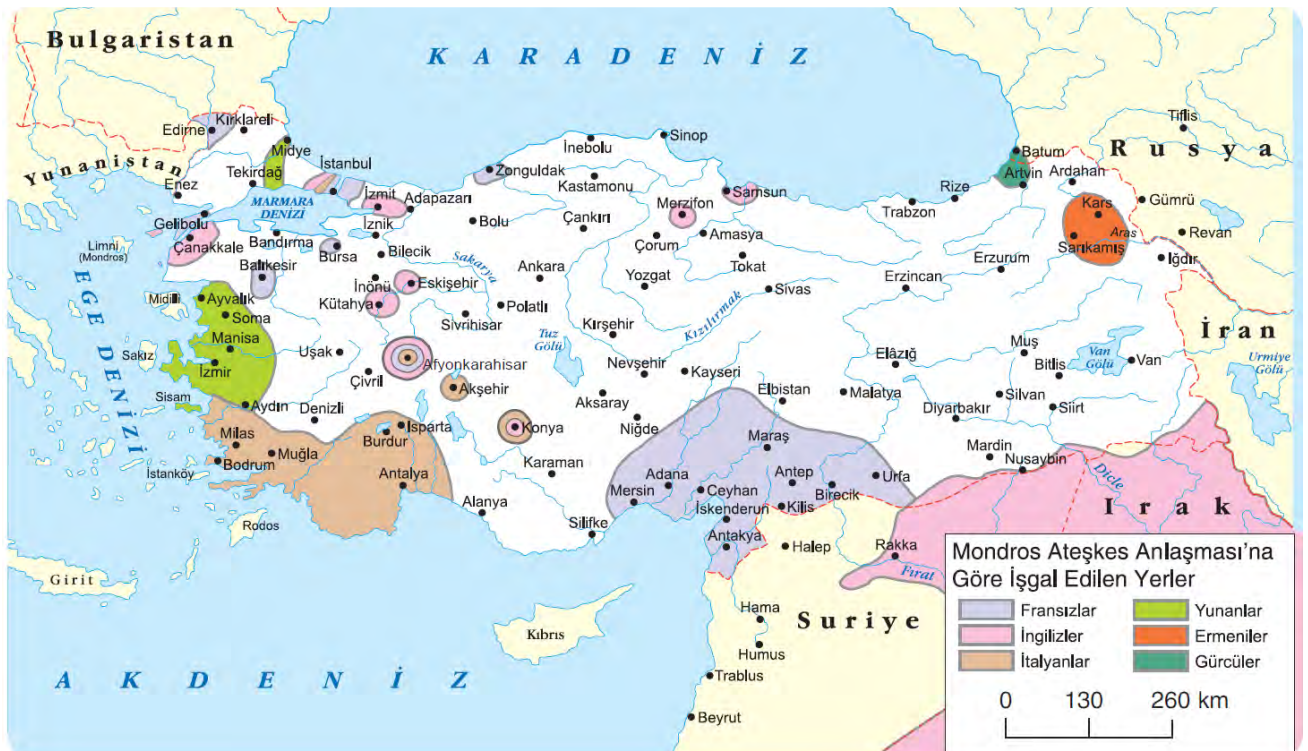 Bulgaristan
KARADENİZ
Kırklareli
Edirne
Sinop
Tiflis
İnebolu
Rusya
Midye
Batum
Yunanistan
İstanbul
Zonguldak
Kastamonu
Artvin
Ardahan
Tekirdağ
Enez
İzmit
Adapazarı
Samsun
Rize
Trabzon
Kars
Gümrü
MARMARA
DENİZİ
Merzifon
Gelibolu
Bolu
Çankırı
İznik
Çorum
Amasya
Aras
Revan
Limni
(Mondros)
Çanakkale
Bandırma
Bursa
Bilecik
Sarıkamış
Iğdır
Sakarya
Ankara
Tokat
Erzurum
Balıkesir
İnönü
Eskişehir
Yozgat
Erzincan
Sivas
EGE DENİZİ
Midilli
Ayvalık
Kütahya
Polatlı
Soma
Sivrihisar
Kızılırmak
Kırşehir
İran
Manisa
Tuz
Gölü
Sakız
Uşak
Afyonkarahisar
Muş
Van
Gölü
Van
Urmiye
Gölü
İzmir
Çivril
Nevşehir
Kayseri
Elâzığ
Bitlis
Akşehir
Elbistan
Malatya
Silvan
Siirt
Sisam
Aydın
Denizli
Aksaray
Niğde
Diyarbakır
Milas
Isparta
Burdur
Konya
Maraş
Mardin
Nusaybin
Muğla
Bodrum
İstanköy
Antalya
Karaman
Adana
Antep
Urfa
Dicle
Mersin
Ceyhan
Birecik
Alanya
İskenderun
Kilis
Irak
Rodos
Silifke
Antakya
Halep
Rakka
Fırat
Girit
Kıbrıs
Hama
Suriye
Humus
Trablus
Beyrut
AKDENİZ
Mondros Ateşkes Anlaşması'na
Göre İşgal Edilen Yerler
Fransızlar
Yunanlar
İngilizler
Ermeniler
İtalyanlar
Gürcüler
0 130 260 km